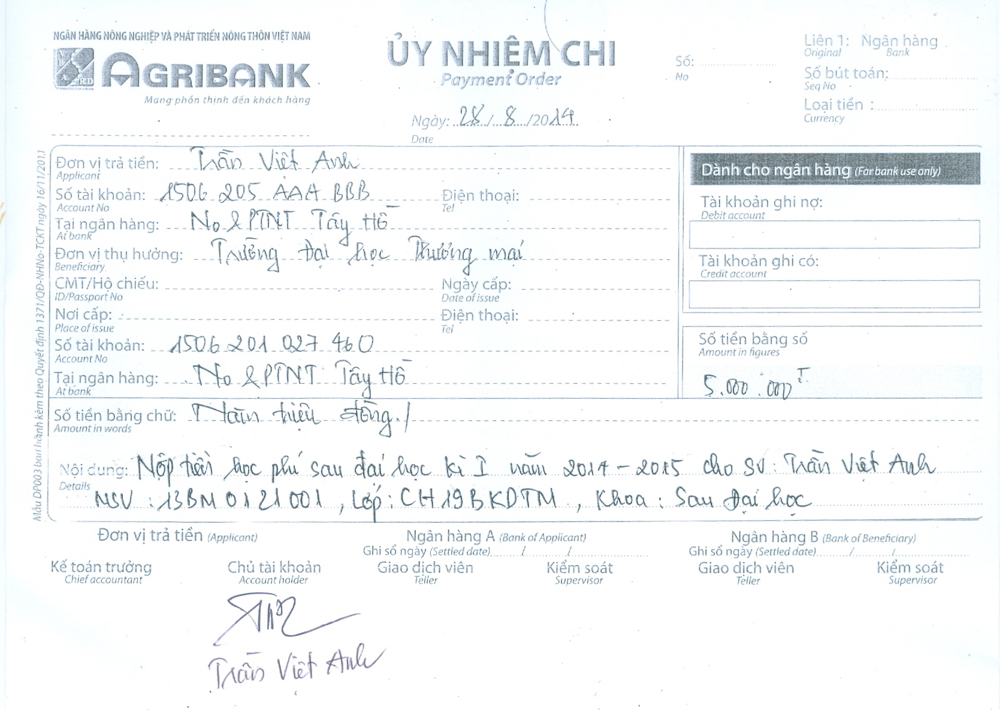 NGÂN HÀNG NÔNG NGHIỆP VÀ PHÁT TRIỂN NÔNG THÔN VIỆT NAM
AGRIBANK
Mang phồn thịnh đến khách hàng
ỦY NHIỆM CHI
Payment Order
Ngày: 28/8/2014
Date
Số:
No
Liên 1: Ngân hàng
Original Bank
Số bút toán:
Seq No
Loại tiền :
Currency
Mẫu DP003 ban hành kèm theo Quyết định 1371/QĐ-NHNo-TCKT ngày 16/11/2011
Đơn vị trả tiền: Trần Việt Anh
Applicant
Số tài khoản: 1506 205 AAA BBB Điện thoại:
Account No Tel
Tại ngân hàng: No & PTNT Tây Hồ
At bank
Đơn vị thụ hưởng: Trường Đại học Thương mại
Beneficiary
CMT/Hộ chiếu: Ngày cấp:
ID/Passport No Date of issue
Nơi cấp: Điện thoại:
Place of issue Tel
Số tài khoản: 1506 201 027 460
Account No
Tại ngân hàng: No & PTNT Tây Hồ
At bank
Dành cho ngân hàng (For bank use only)
Tài khoản ghi nợ:
Debit account
Tài khoản ghi có:
Credit account
Số tiền bằng số
Amount in figures
5.000.000
Số tiền bằng chữ: Năm triệu đồng./
Amount in words
Nội dung: Nộp tiền học phí sau đại học kì I năm 2014 - 2015 cho SV: Trần Việt Anh
Details
MSV : 13BM0121001, Lớp: CH19BKDTM, Khoa: Sau Đại học
Đơn vị trả tiền (Applicant) Ngân hàng A (Bank of Applicant) Ngân hàng B (Bank of Beneficiary)
Ghi sổ ngày (Settled date)...../...../..... Ghi sổ ngày (Settled date)...../...../.....
Kế toán trưởng Chủ tài khoản Giao dịch viên Kiểm soát Giao dịch viên Kiểm soát
Chief accountant Account holder Teller Supervisor Teller Supervisor
Trần Việt Anh